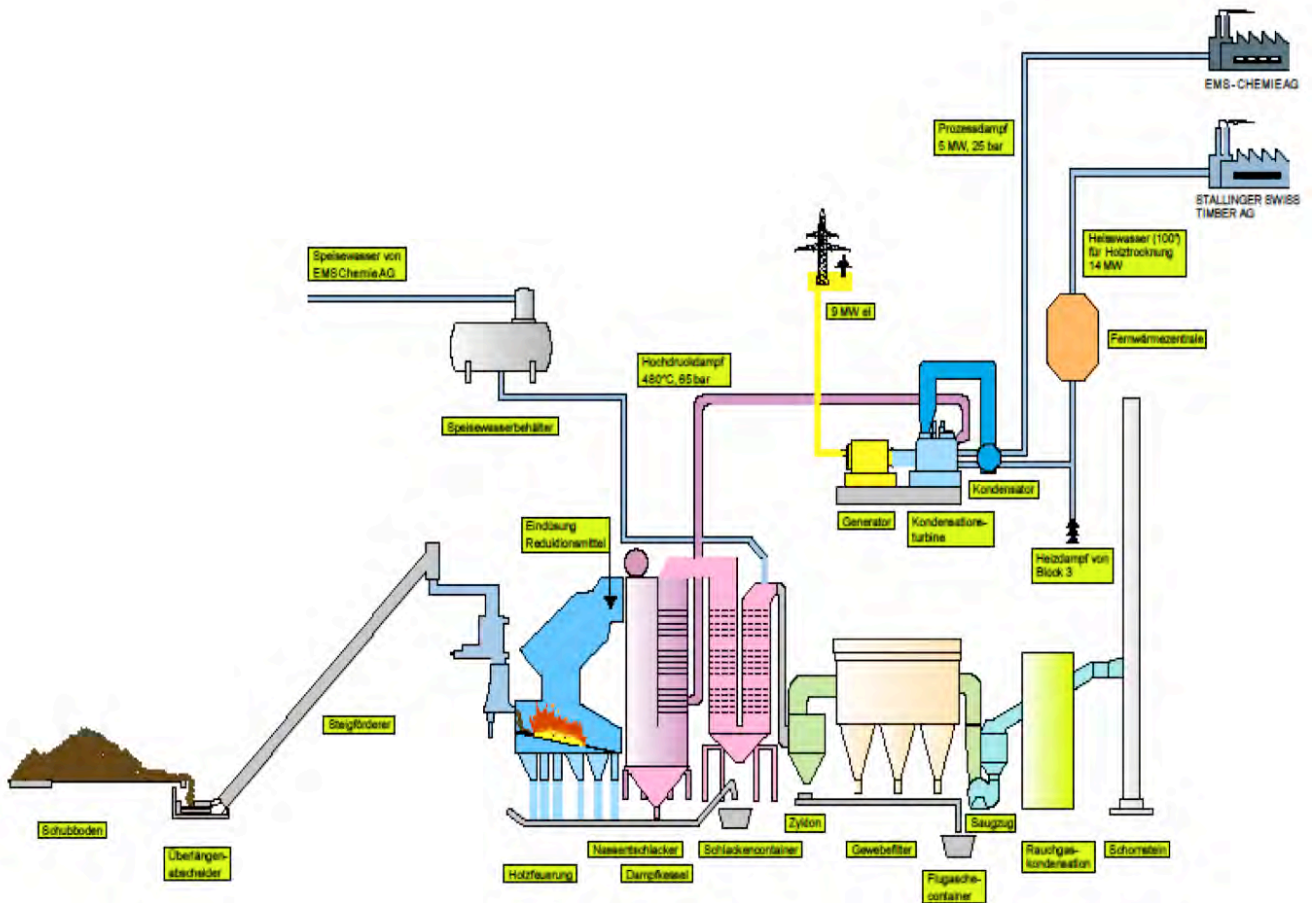 EMS-CHEMIE AG
Prozessdampf
5 MW, 25 bar
STALLINGER SWISS
TIMBER AG
Heisswasser (100°)
für Holztrocknung
14 MW
Speisewasser von
EMS Chemie AG
9 MW el
Fernwärmezentrale
Hochdruckdampf
480°C, 65 bar
Speisewasserbehälter
Kondensator
Generator
Kondensations-
turbine
Eindüsung
Reduktionsmittel
Heizdampf von
Block 3
Steigförderer
Schubboden
Überlängen-
abscheider
Holzfeuerung
Nassentschlacker
Dampfkessel
Schlackencontainer
Zyklon
Gewebefilter
Flugasche-
container
Saugzug
Rauchgas-
kondensation
Schornstein